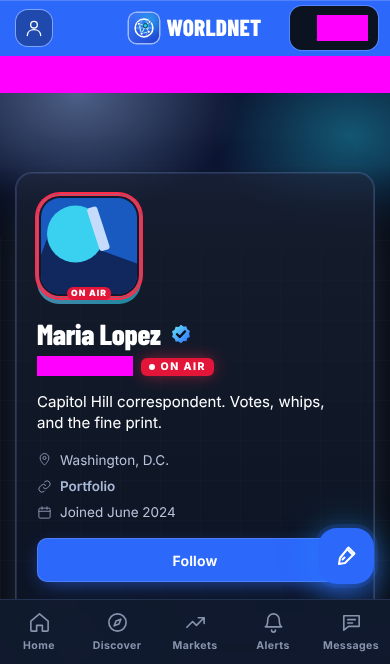 WORLDNET
ON AIR
Maria Lopez
ON AIR
Capitol Hill correspondent. Votes, whips,
and the fine print.
Washington, D.C.
Portfolio
Joined June 2024
Follow
Home
Discover
Markets
Alerts
Messages